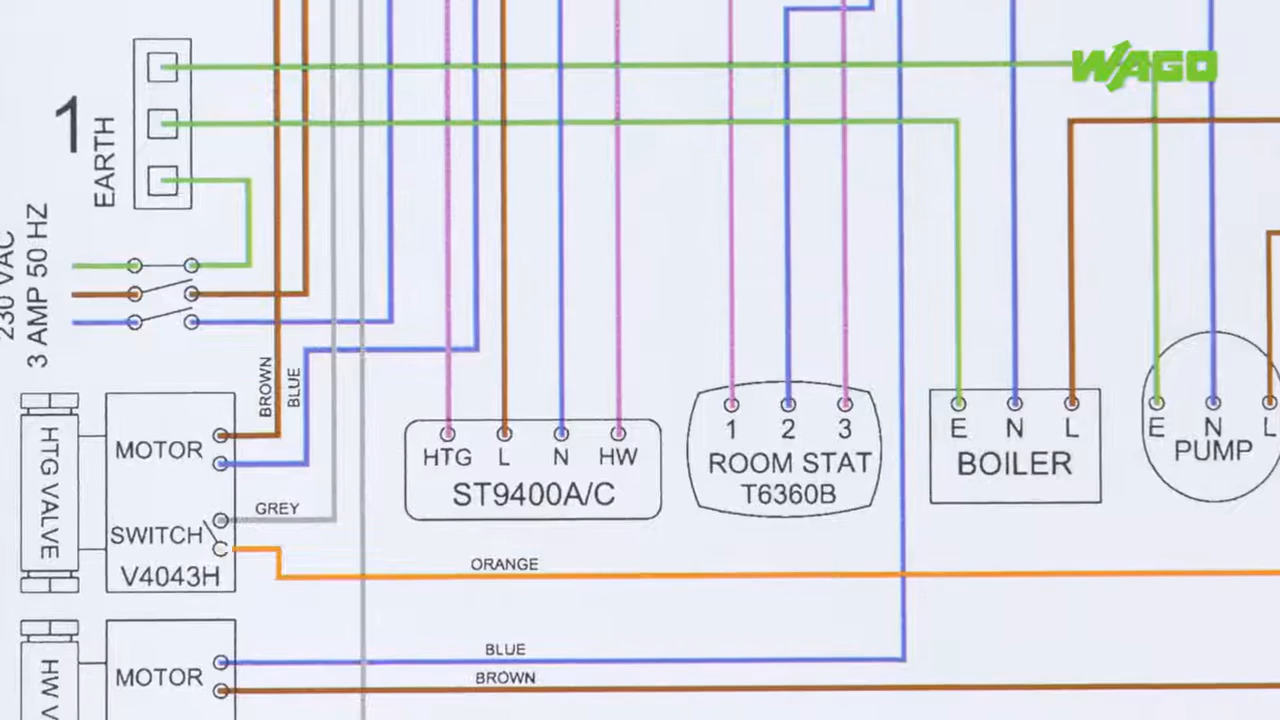 WAGO
1
EARTH
230 VAC
3 AMP 50 HZ
BROWN
BLUE
HTG VALVE
MOTOR
SWITCH
V4043H
GREY
ORANGE
HTG L N HW
ST9400A/C
1 2 3
ROOM STAT
T6360B
E N L
BOILER
E N L
PUMP
HW V
MOTOR
BLUE
BROWN